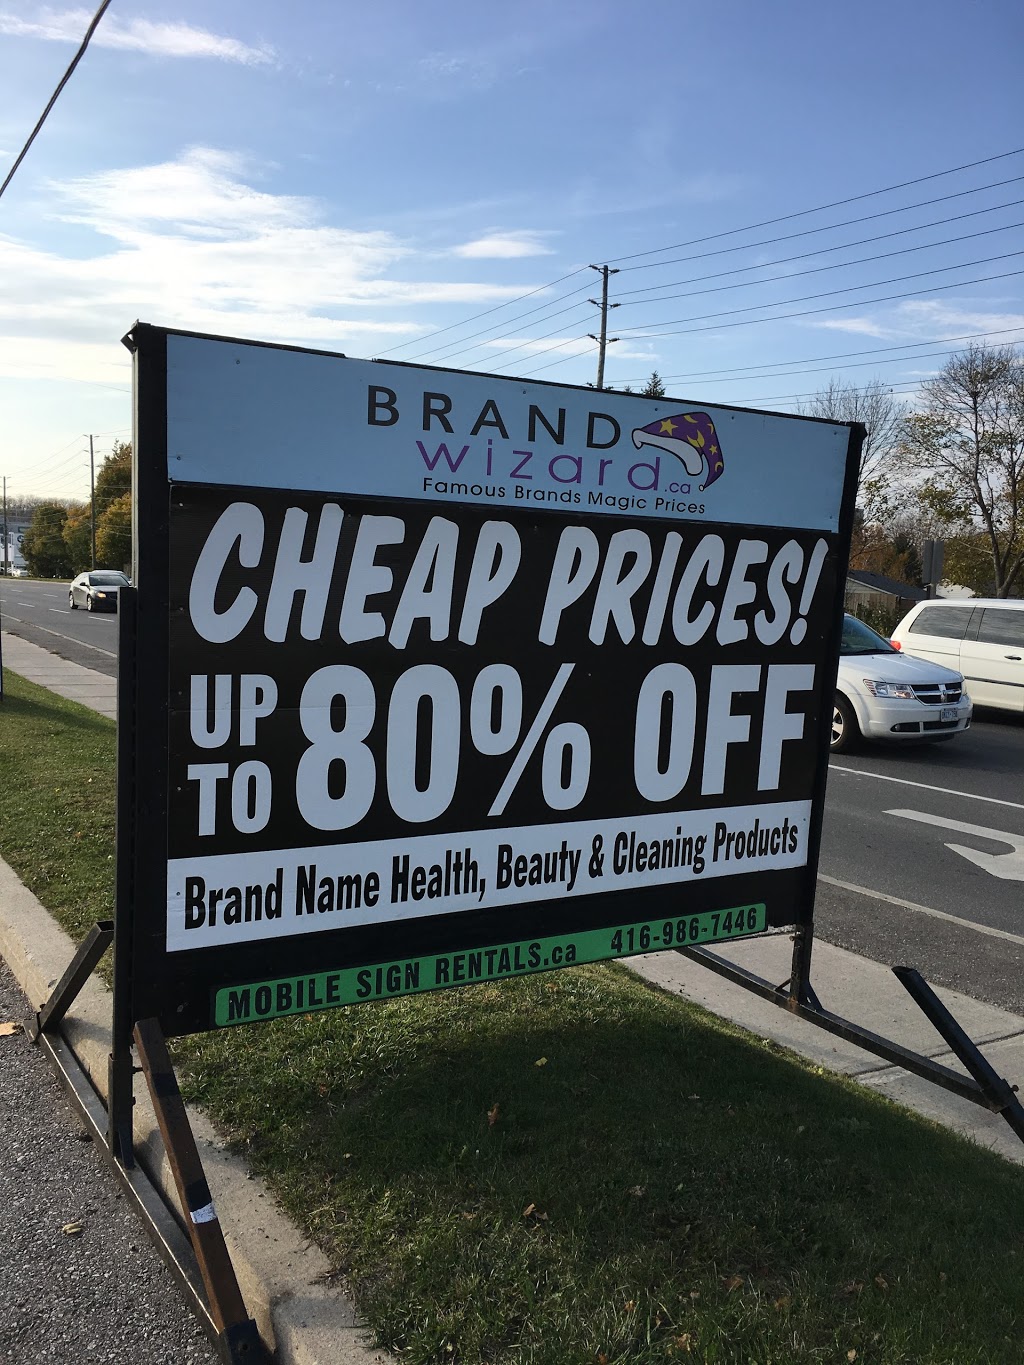 BRAND
wizard.ca
Famous Brands Magic Prices
CHEAP PRICES!
UP TO 80% OFF
Brand Name Health, Beauty & Cleaning Products
MOBILE SIGN RENTALS.ca 416-986-7446